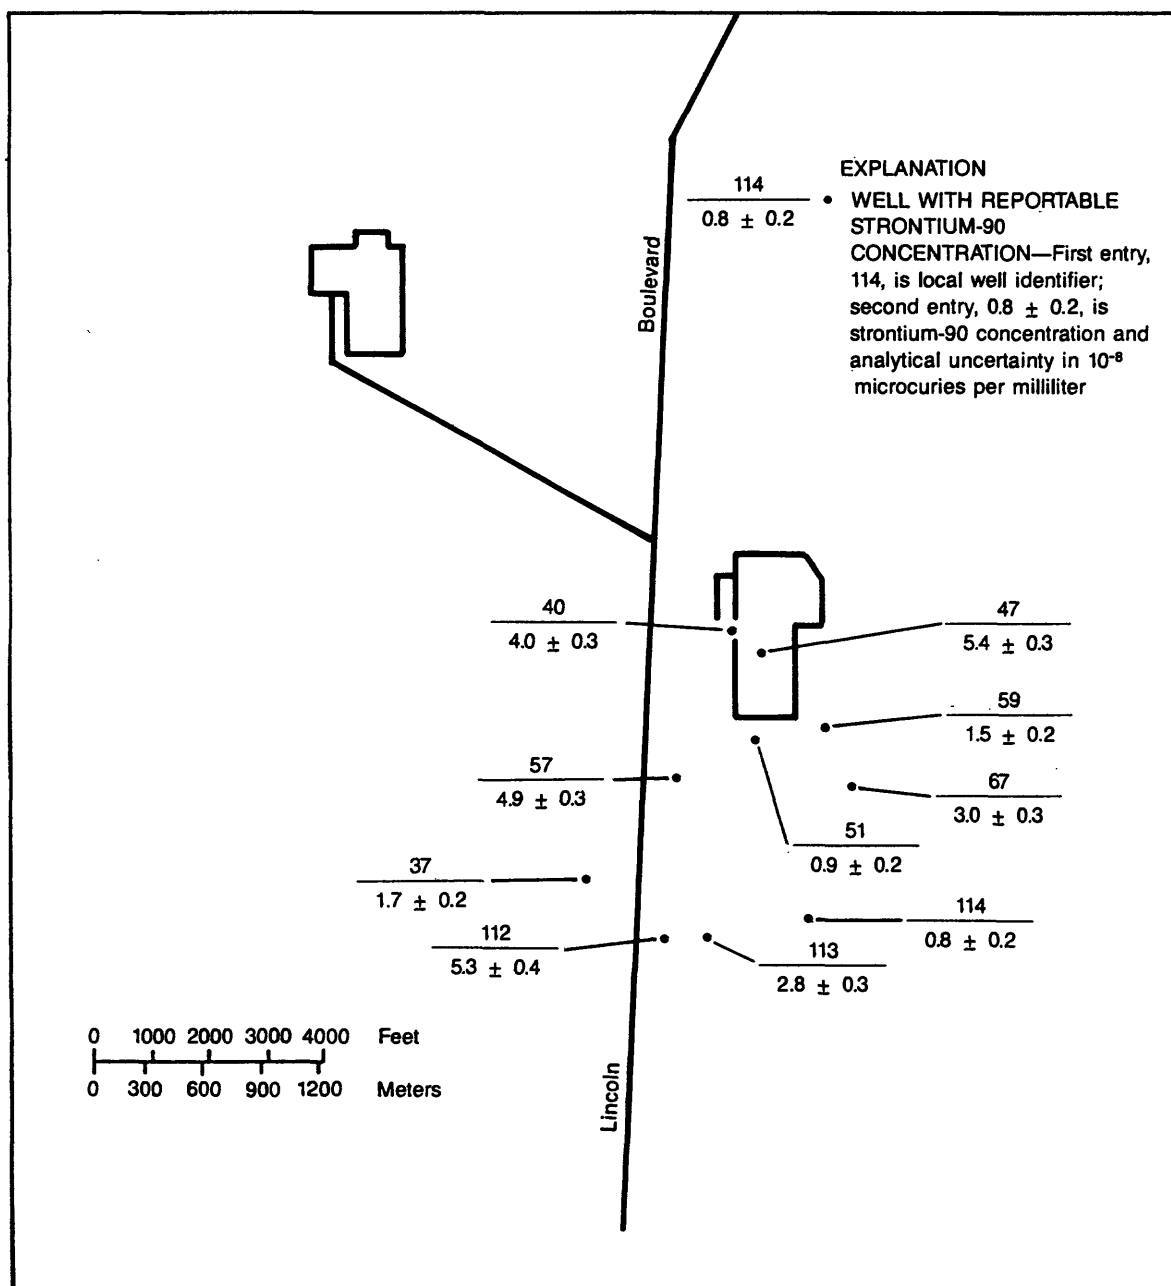 EXPLANATION
114
0.8 ± 0.2
WELL WITH REPORTABLE
STRONTIUM-90
CONCENTRATION—First entry,
114, is local well identifier;
second entry, 0.8 ± 0.2, is
strontium-90 concentration and
analytical uncertainty in 10⁻⁸
microcuries per milliliter
Boulevard
40
4.0 ± 0.3
47
5.4 ± 0.3
59
1.5 ± 0.2
57
4.9 ± 0.3
67
3.0 ± 0.3
51
0.9 ± 0.2
37
1.7 ± 0.2
114
0.8 ± 0.2
112
5.3 ± 0.4
113
2.8 ± 0.3
0 1000 2000 3000 4000 Feet
0 300 600 900 1200 Meters
Lincoln